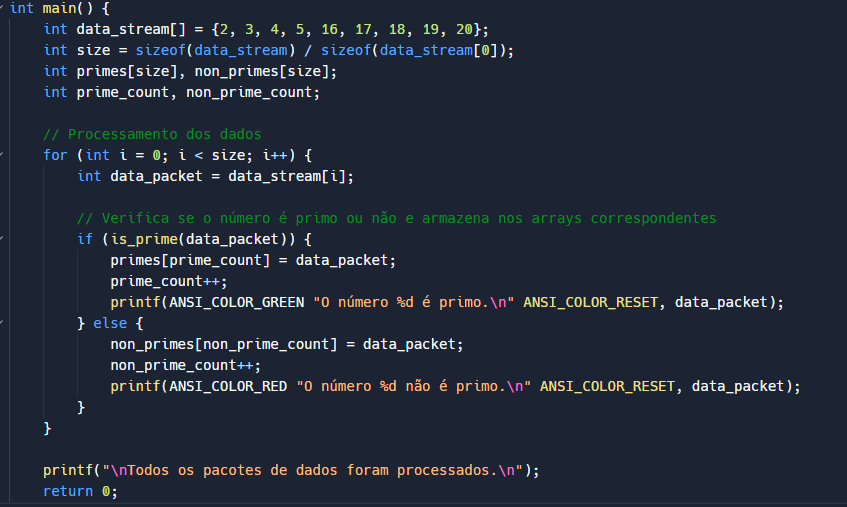 int main() {
    int data_stream[] = {2, 3, 4, 5, 16, 17, 18, 19, 20};
    int size = sizeof(data_stream) / sizeof(data_stream[0]);
    int primes[size], non_primes[size];
    int prime_count, non_prime_count;

    // Processamento dos dados
    for (int i = 0; i < size; i++) {
        int data_packet = data_stream[i];

        // Verifica se o número é primo ou não e armazena nos arrays correspondentes
        if (is_prime(data_packet)) {
            primes[prime_count] = data_packet;
            prime_count++;
            printf(ANSI_COLOR_GREEN "O número %d é primo.\n" ANSI_COLOR_RESET, data_packet);
        } else {
            non_primes[non_prime_count] = data_packet;
            non_prime_count++;
            printf(ANSI_COLOR_RED "O número %d não é primo.\n" ANSI_COLOR_RESET, data_packet);
        }
    }

    printf("\nTodos os pacotes de dados foram processados.\n");
    return 0;